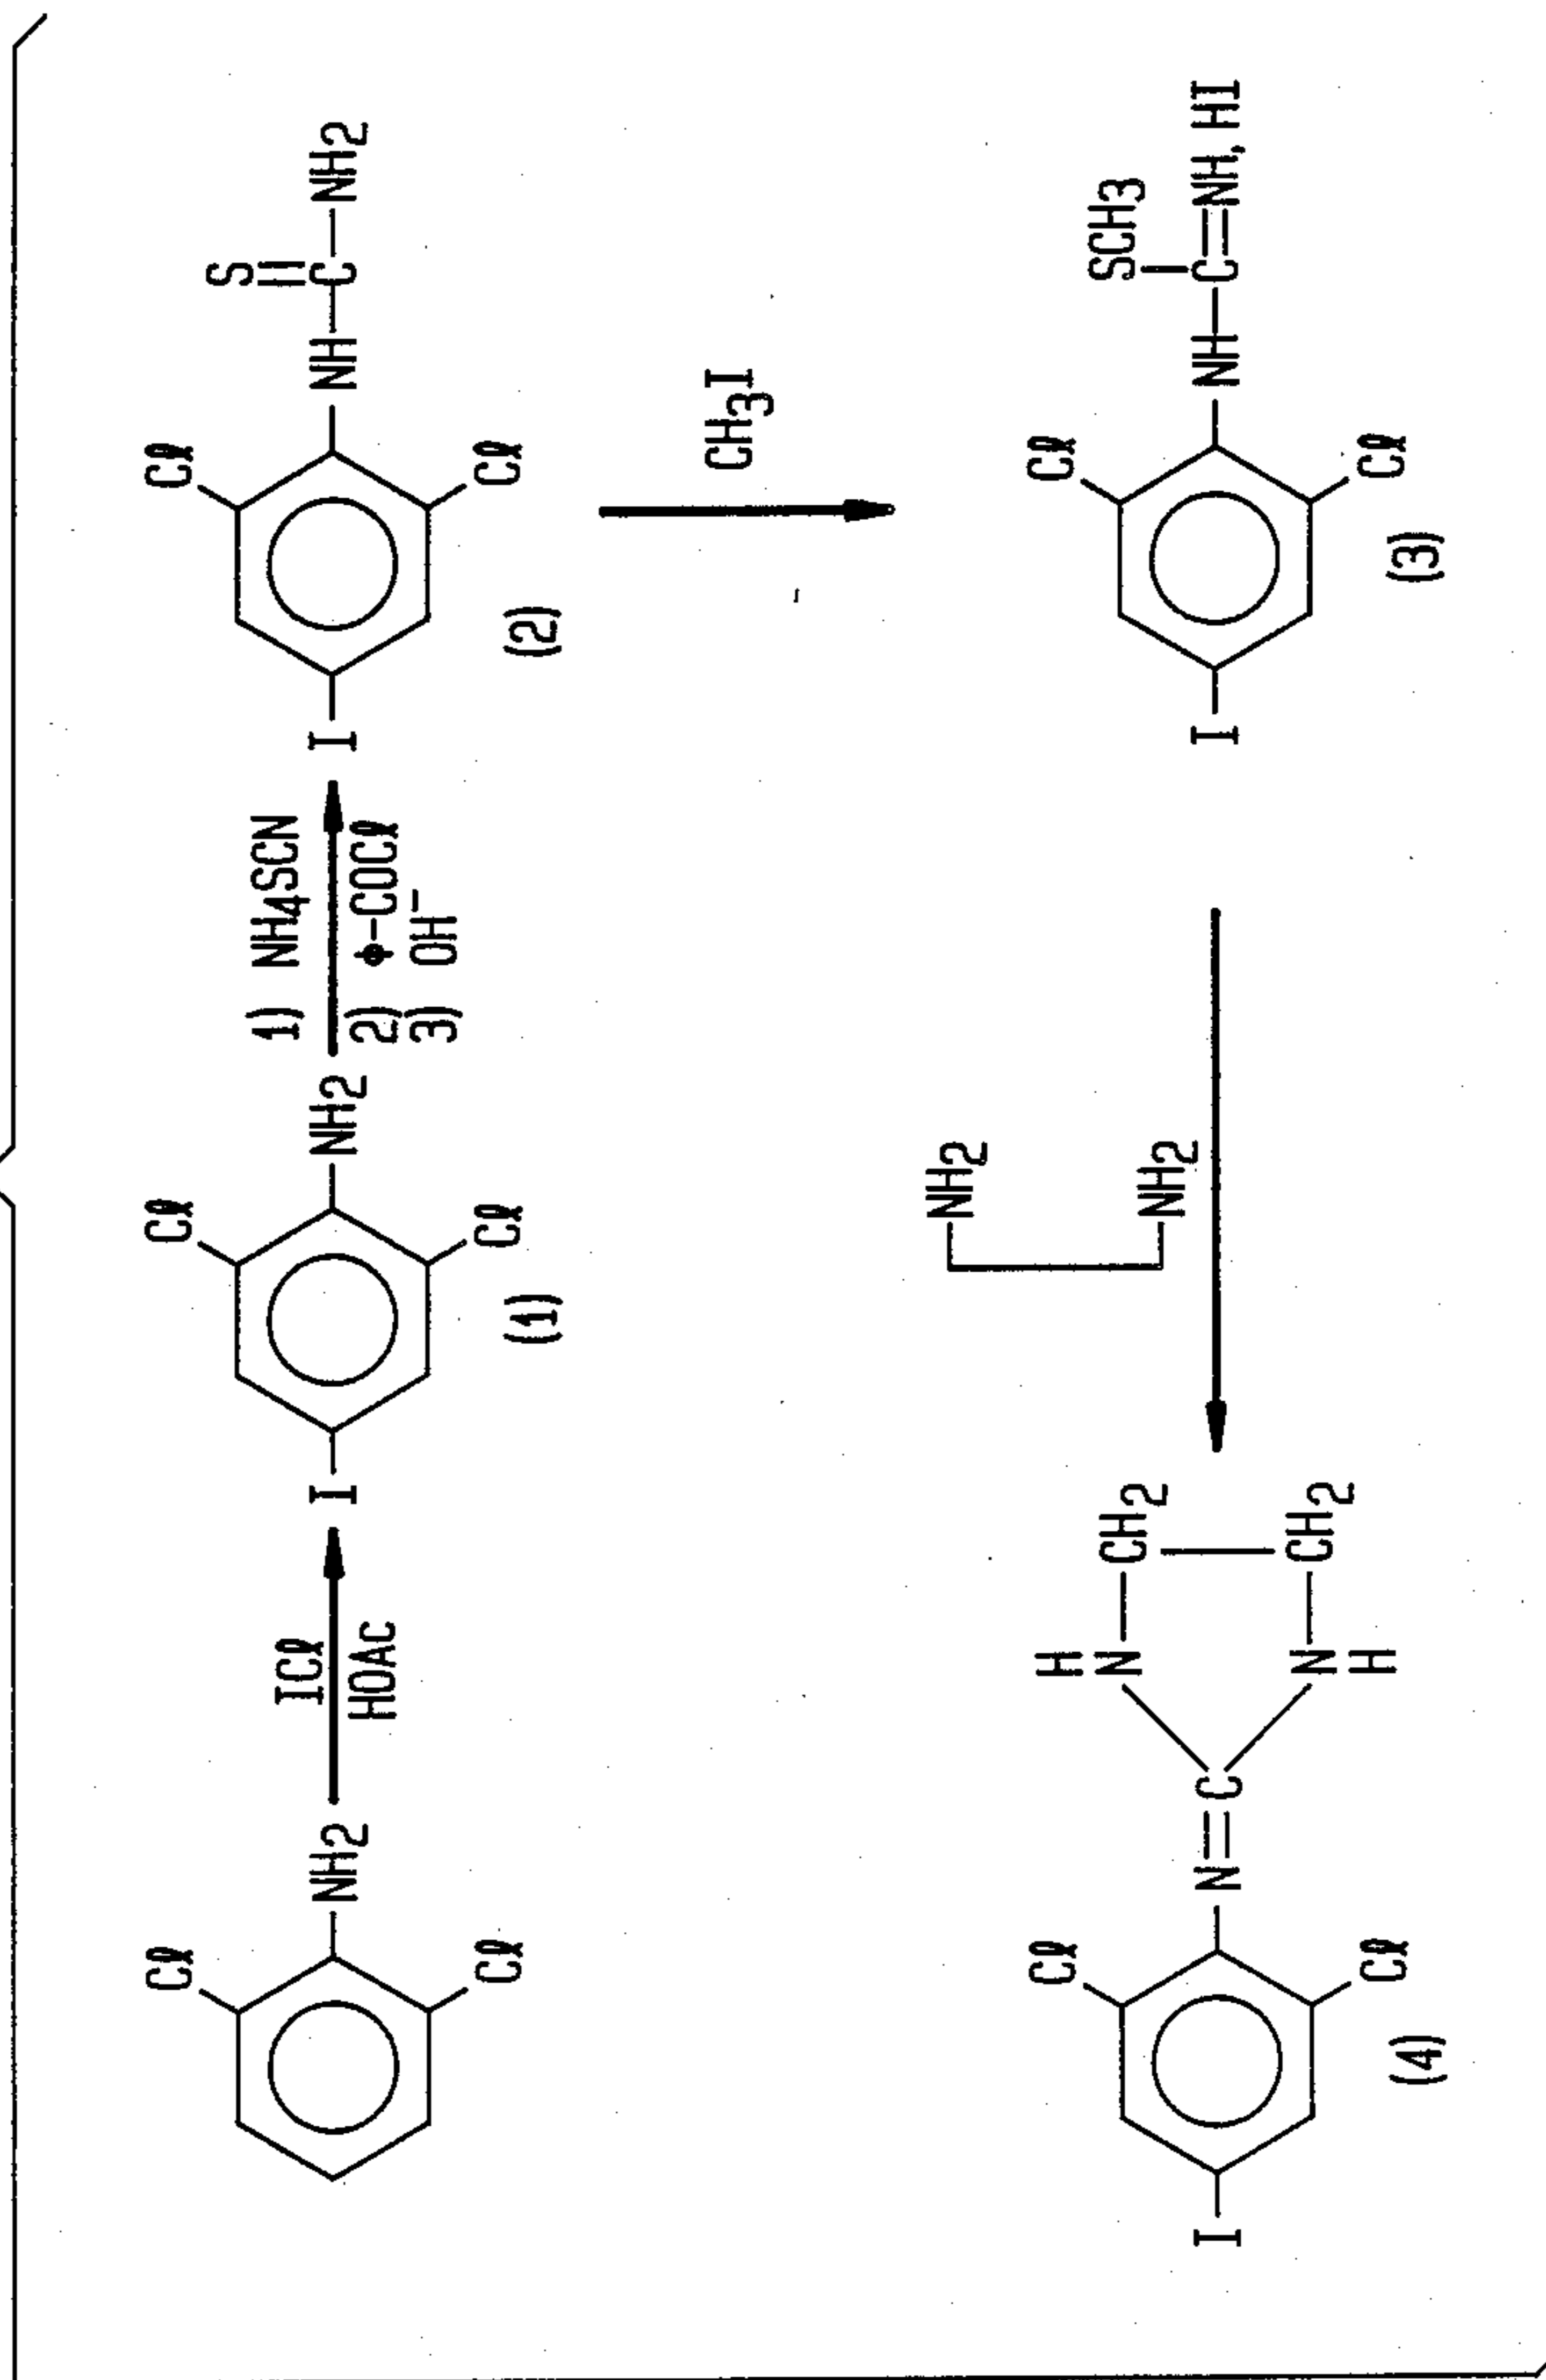 Cl
NH2
Cl
ICl
HOAc
Cl
I
NH2
Cl
(1)
1) NH4SCN
2) ϕ-COCl
3) OH-
Cl
S
I
NH
C
NH2
Cl
(2)
CH3I
Cl
SCH3
I
NH
C
NH, HI
Cl
(3)
NH2
NH2
Cl
H
N
CH2
I
N
C
N
H
CH2
Cl
(4)